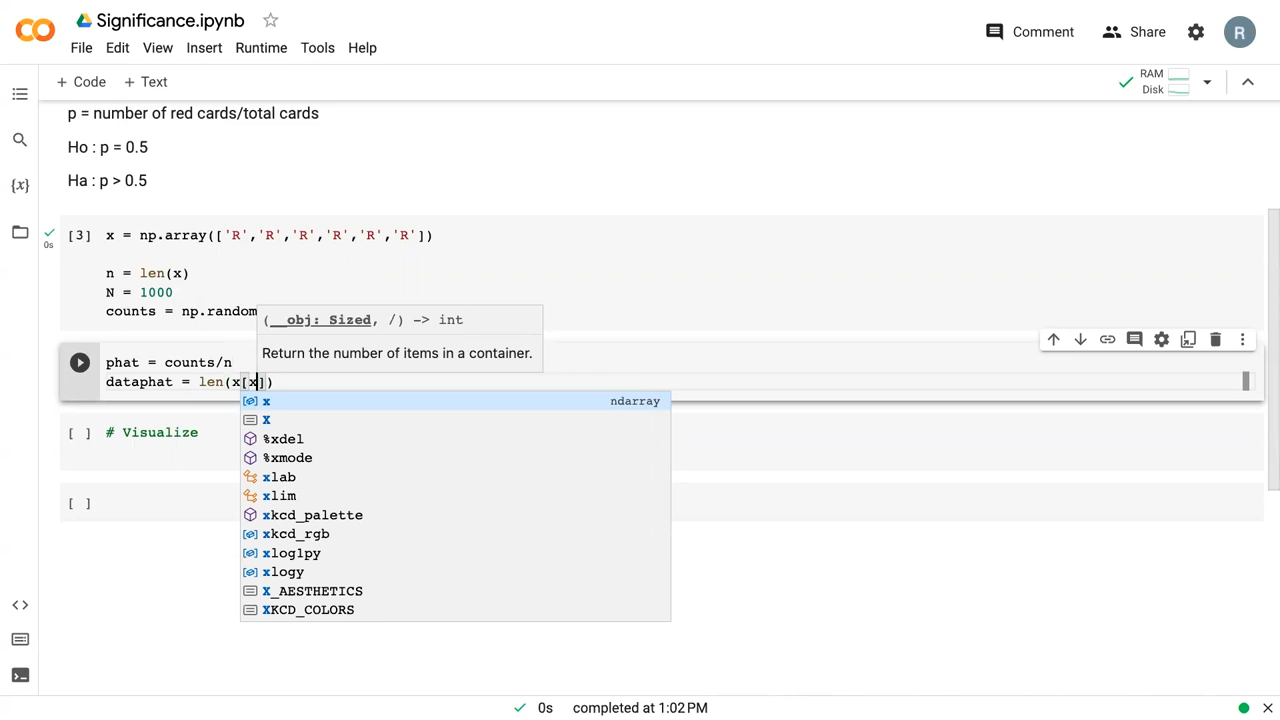 Significance.ipynb
File Edit View Insert Runtime Tools Help
Comment
Share
R
+ Code + Text
RAM
Disk
p = number of red cards/total cards
Ho : p = 0.5
Ha : p > 0.5
[3] x = np.array(['R','R','R','R','R','R'])
0s
n = len(x)
N = 1000
counts = np.random
(__obj: Sized, /) -> int
Return the number of items in a container.
phat = counts/n
dataphat = len(x[x])
x ndarray
X
%xdel
%xmode
xlab
xlim
xkcd_palette
xkcd_rgb
xlog1py
xlogy
X_AESTHETICS
XKCD_COLORS
[ ] # Visualize
[ ]
{x}
0s completed at 1:02 PM